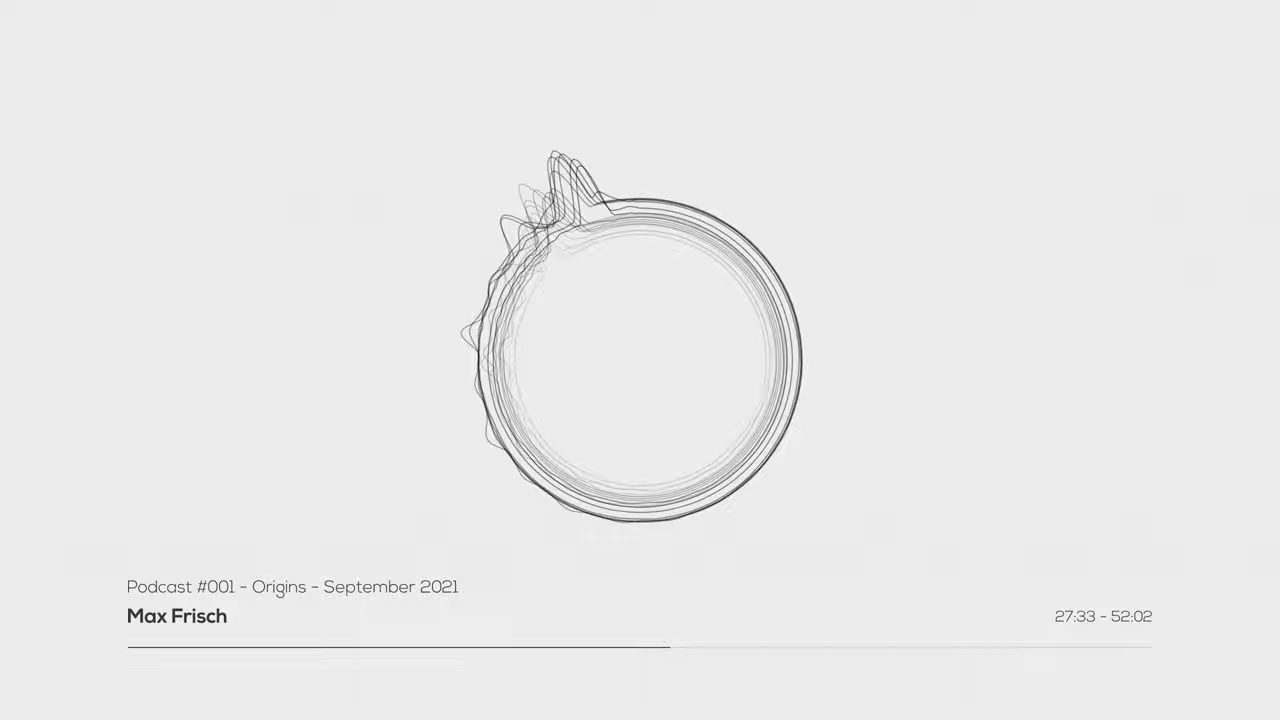 Podcast #001 - Origins - September 2021
Max Frisch
27:33 - 52:02